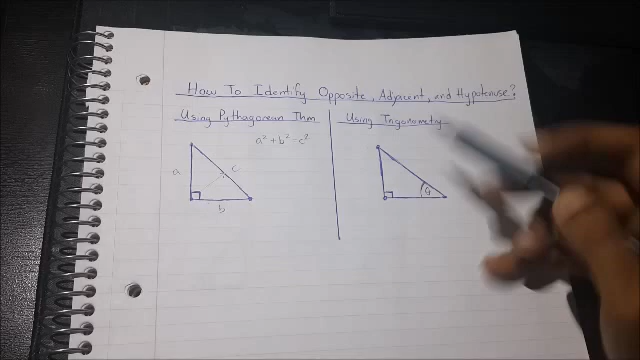 How To Identify Opposite, Adjacent, and Hypotenuse?
Using Pythagorean Thm
Using Trigonometry
a² + b² = c²
a
c
b